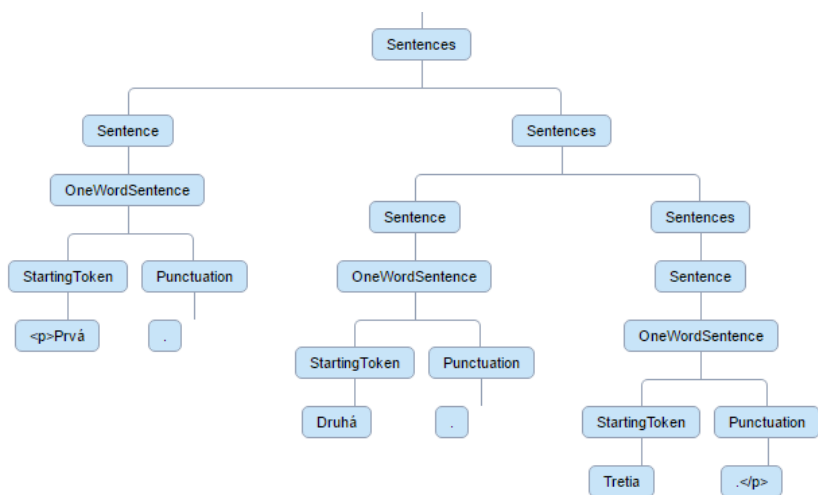 Sentences
Sentence Sentences
OneWordSentence
Sentence Sentences
StartingToken Punctuation OneWordSentence Sentence
<p>Prvá . OneWordSentence
StartingToken Punctuation
Druhá . StartingToken Punctuation
Tretia .</p>